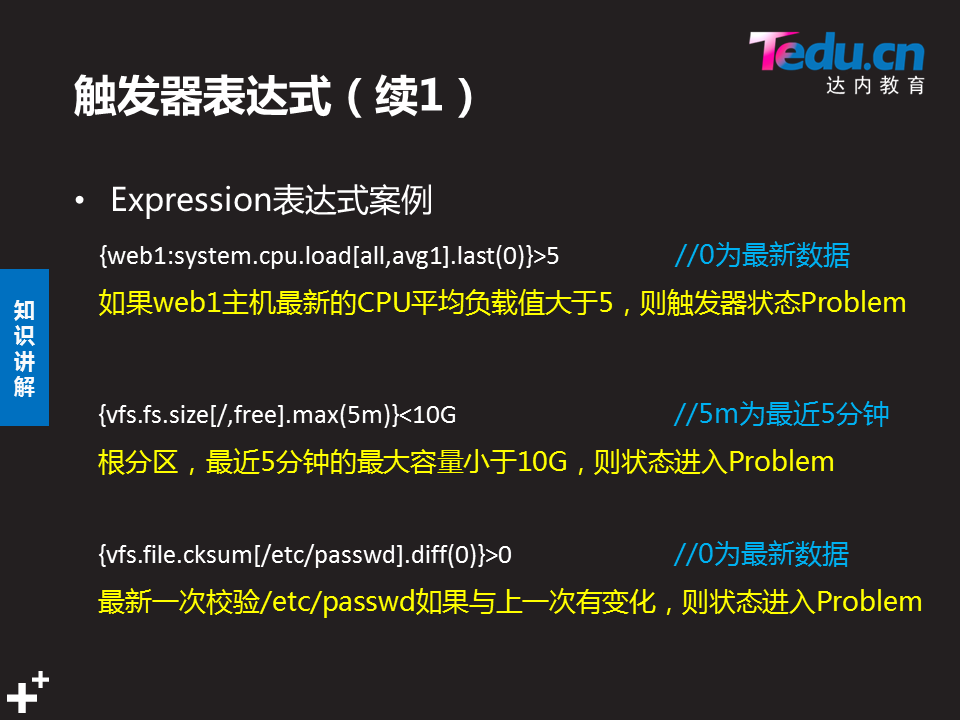 Tedu.cn
达内教育
触发器表达式（续1）
• Expression表达式案例
{web1:system.cpu.load[all,avg1].last(0)}>5 //0为最新数据
如果web1主机最新的CPU平均负载值大于5，则触发器状态Problem
知识讲解
{vfs.fs.size[/,free].max(5m)}<10G //5m为最近5分钟
根分区，最近5分钟的最大容量小于10G，则状态进入Problem
{vfs.file.cksum[/etc/passwd].diff(0)}>0 //0为最新数据
最新一次校验/etc/passwd如果与上一次有变化，则状态进入Problem